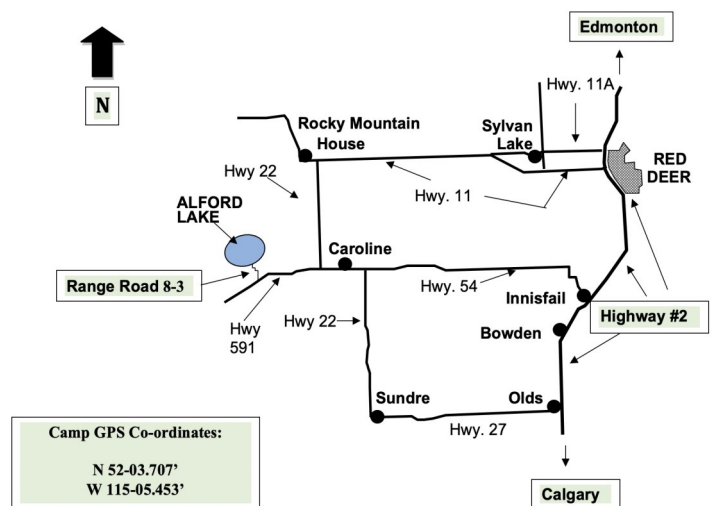 Edmonton
N
Hwy. 11A
Rocky Mountain
House
Sylvan
Lake
RED
DEER
Hwy 22
Hwy. 11
ALFORD
LAKE
Caroline
Range Road 8-3
Hwy. 54
Innisfail
Hwy
591
Hwy 22
Highway #2
Bowden
Sundre
Olds
Hwy. 27
Camp GPS Co-ordinates:
N 52-03.707’
W 115-05.453’
Calgary